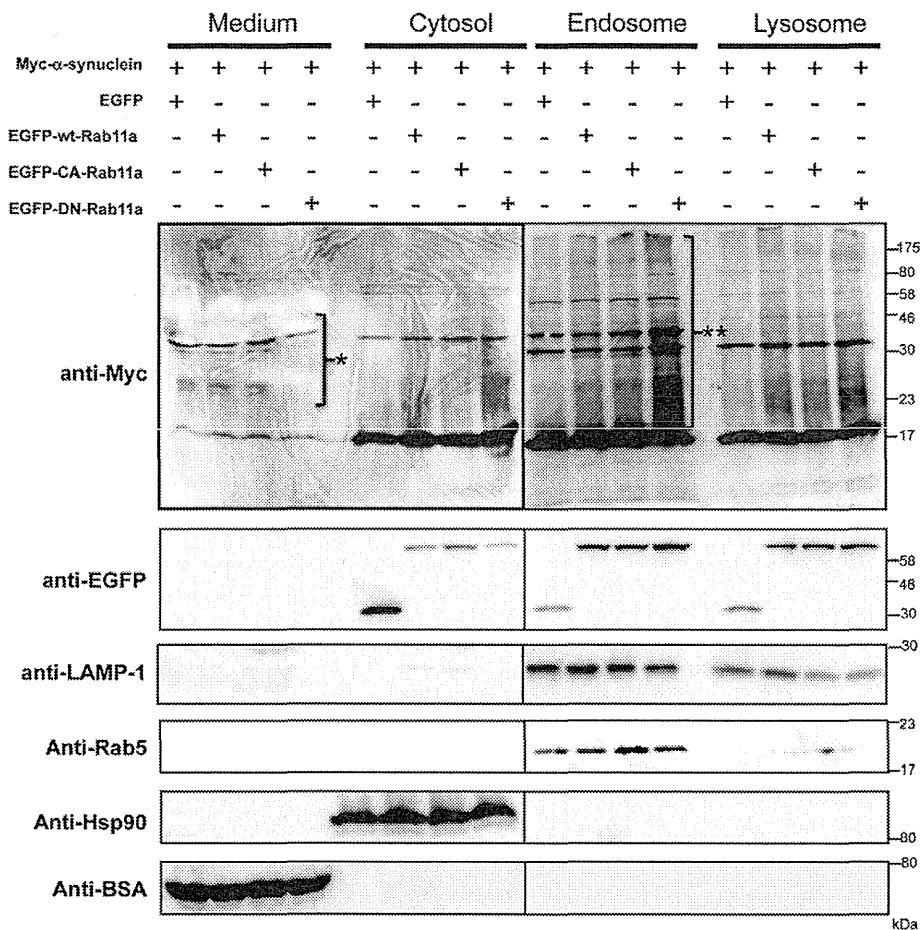 Medium Cytosol Endosome Lysosome
Myc-α-synuclein + + + + + + + + + + + + + + + +
EGFP + - - - + - - - + - - - + - - -
EGFP-wt-Rab11a - + - - - + - - - + - - - + - -
EGFP-CA-Rab11a - - + - - - + - - - + - - - + -
EGFP-DN-Rab11a - - - + - - - + - - - + - - - +
anti-Myc
*
**
175
80
58
46
30
23
17
anti-EGFP
58
46
30
anti-LAMP-1
30
Anti-Rab5
23
17
Anti-Hsp90
80
Anti-BSA
80
kDa